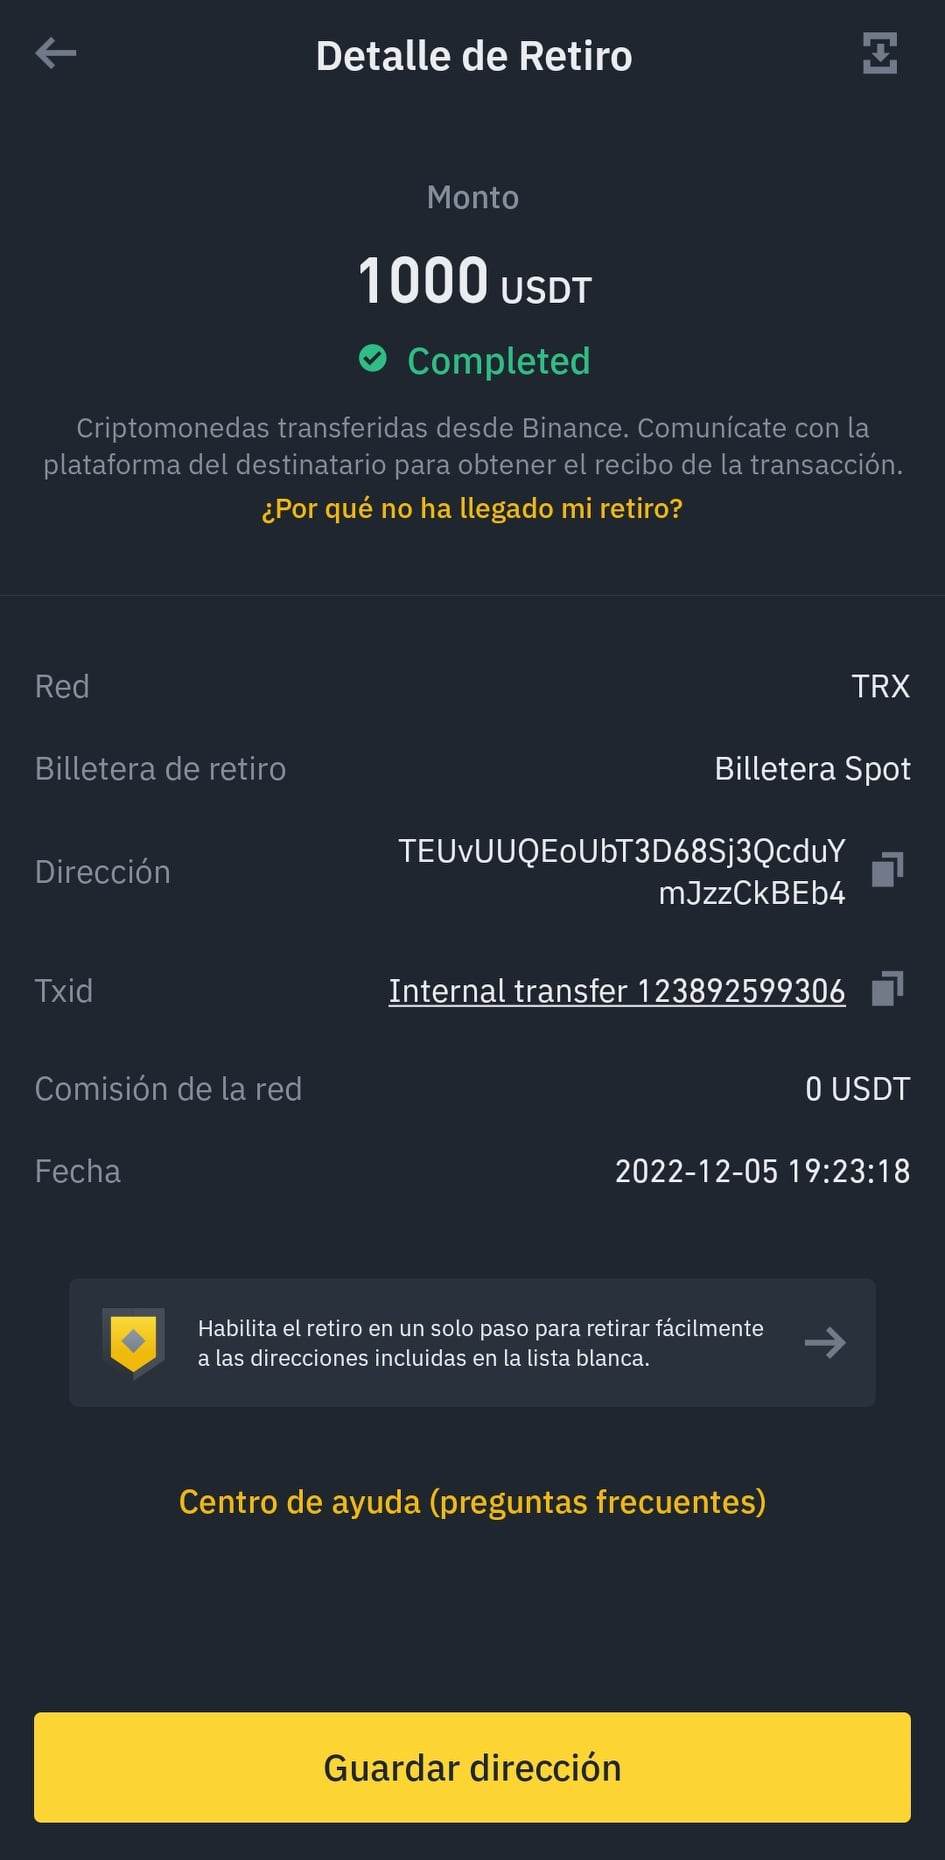 Detalle de Retiro
Monto
1000 USDT
Completed
Criptomonedas transferidas desde Binance. Comunícate con la
plataforma del destinatario para obtener el recibo de la transacción.
¿Por qué no ha llegado mi retiro?
Red TRX
Billetera de retiro Billetera Spot
Dirección TEUvUUQEoUbT3D68Sj3QcduY
mJzzCkBEb4
Txid Internal transfer 123892599306
Comisión de la red 0 USDT
Fecha 2022-12-05 19:23:18
Habilita el retiro en un solo paso para retirar fácilmente
a las direcciones incluidas en la lista blanca.
Centro de ayuda (preguntas frecuentes)
Guardar dirección